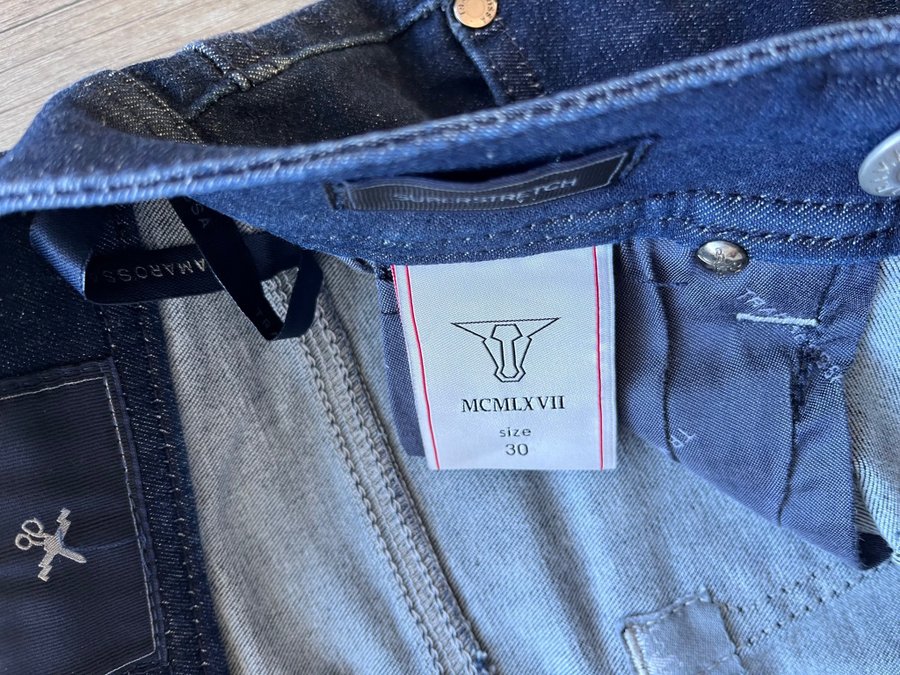 SUPERSTRETCH
AMAROSS
MCMLXVII
size
30